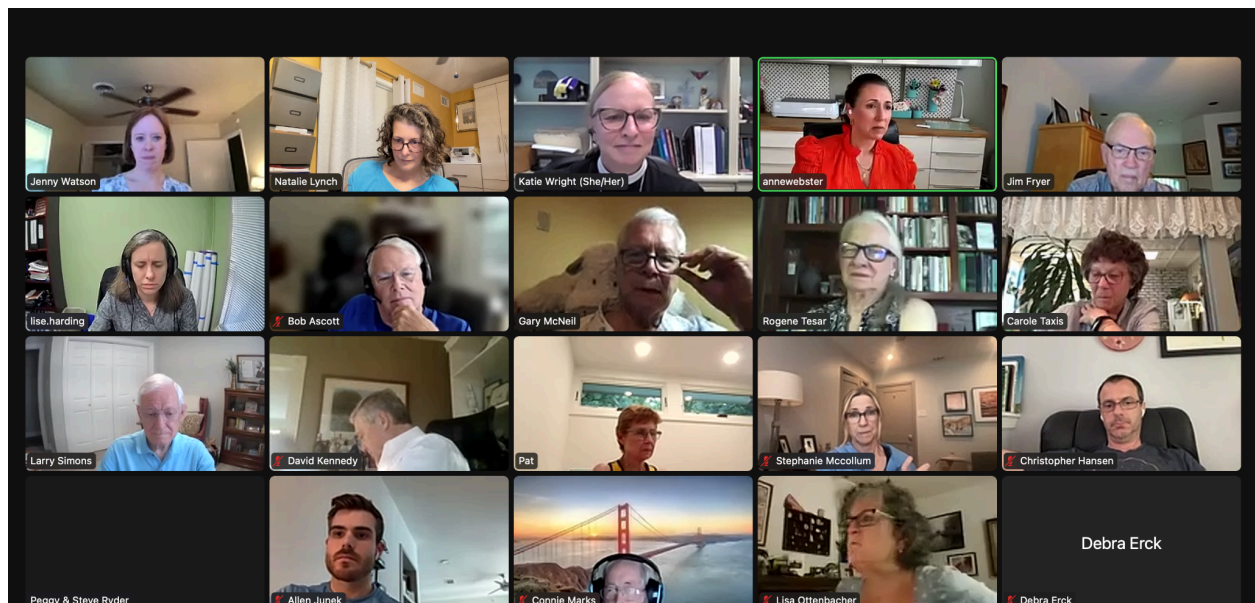 Jenny Watson
Natalie Lynch
Katie Wright (She/Her)
annewebster
Jim Fryer
lise.harding
Bob Ascott
Gary McNeil
Rogene Tesar
Carole Taxis
Larry Simons
David Kennedy
Pat
Stephanie Mccollum
Christopher Hansen
Debra Erck
Peggy & Steve Ryder
Allen Junek
Connie Marks
Lisa Ottenbacher
Debra Erck